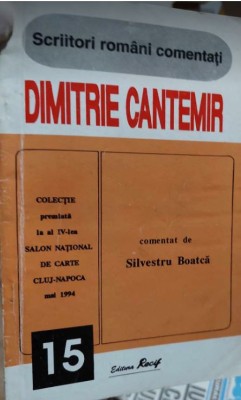 Scriitori români comentați
DIMITRIE CANTEMIR
COLECȚIE
premiată
la al IV-lea
SALON NAȚIONAL
DE CARTE
CLUJ-NAPOCA
mai 1994
comentat de
Silvestru Boatcă
15
Editura Recif